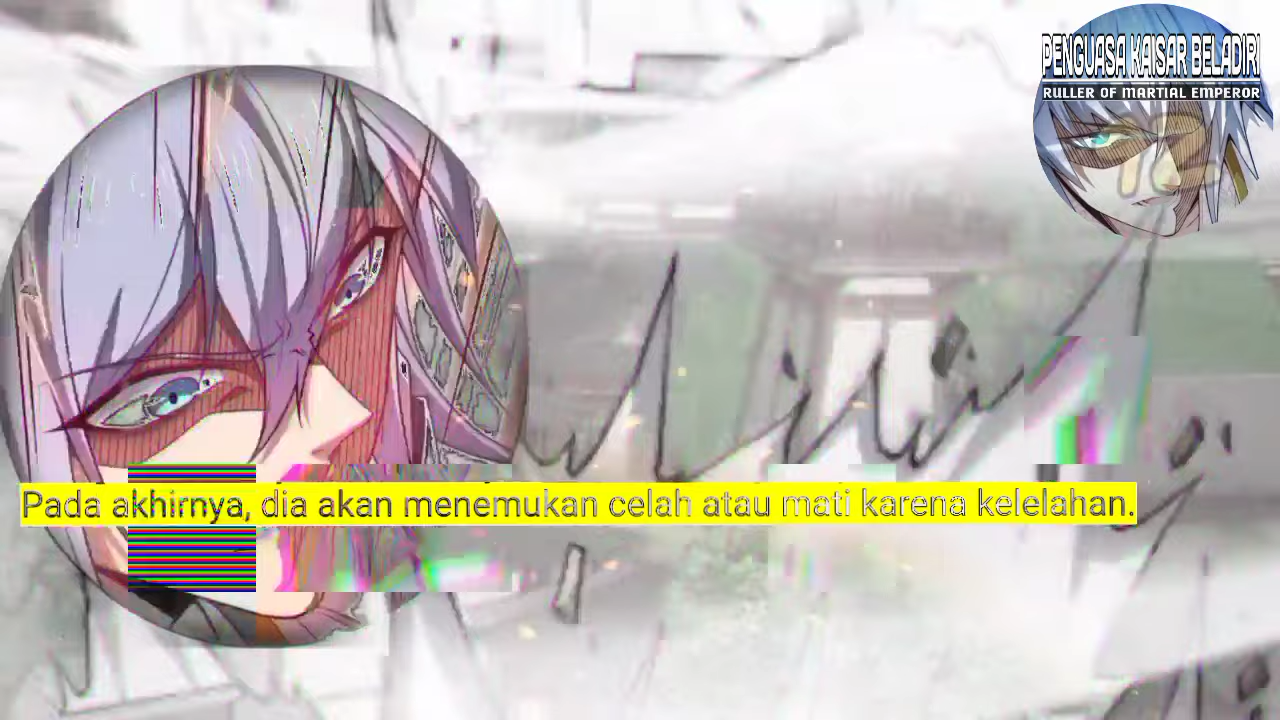 PENGUASA KAISAR BELADIRI
RULLER OF MARTIAL EMPEROR
Pada akhirnya, dia akan menemukan celah atau mati karena kelelahan.